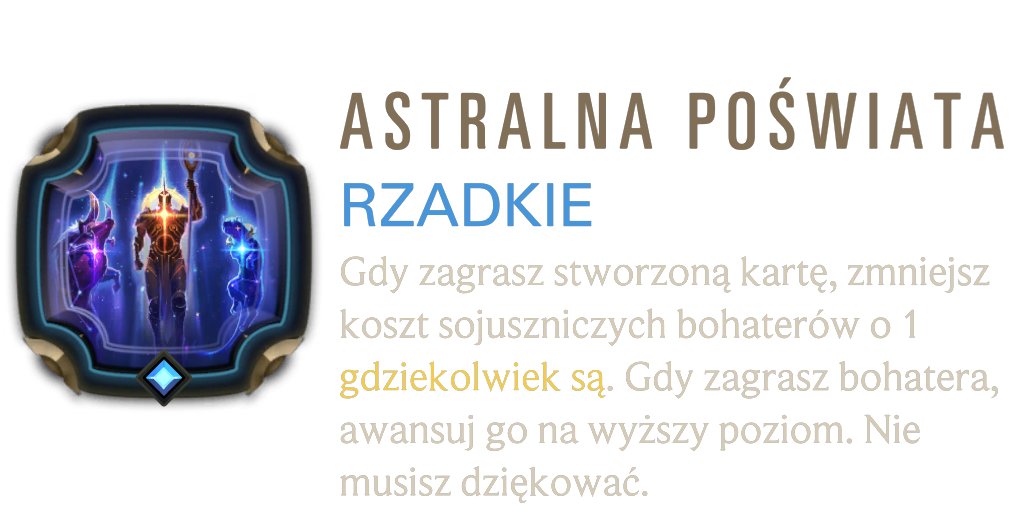 ASTRALNA POŚWIATA
RZADKIE
Gdy zagrasz stworzoną kartę, zmniejsz
koszt sojuszniczych bohaterów o 1
gdziekolwiek są. Gdy zagrasz bohatera,
awansuj go na wyższy poziom. Nie
musisz dziękować.